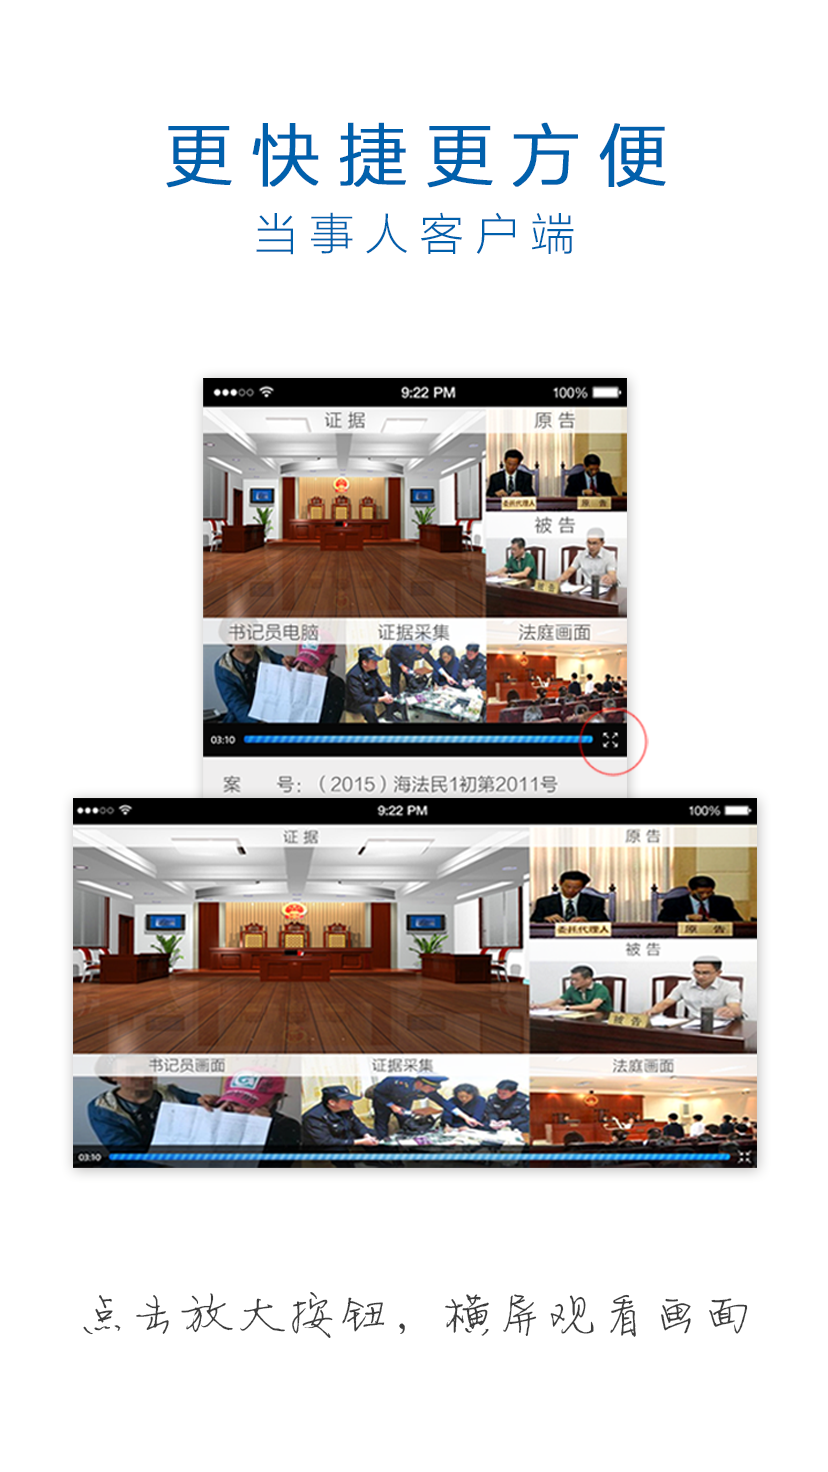 更快捷更方便
当事人客户端
9:22 PM 100%
证据 原告
委托代理人 原告
被告
被告
书记员电脑 证据采集 法庭画面
03:10
案 号：（2015）海法民1初第2011号
9:22 PM 100%
证据 原告
委托代理人 原告
被告
被告
书记员画面 证据采集 法庭画面
03:10
点击放大按钮，横屏观看画面